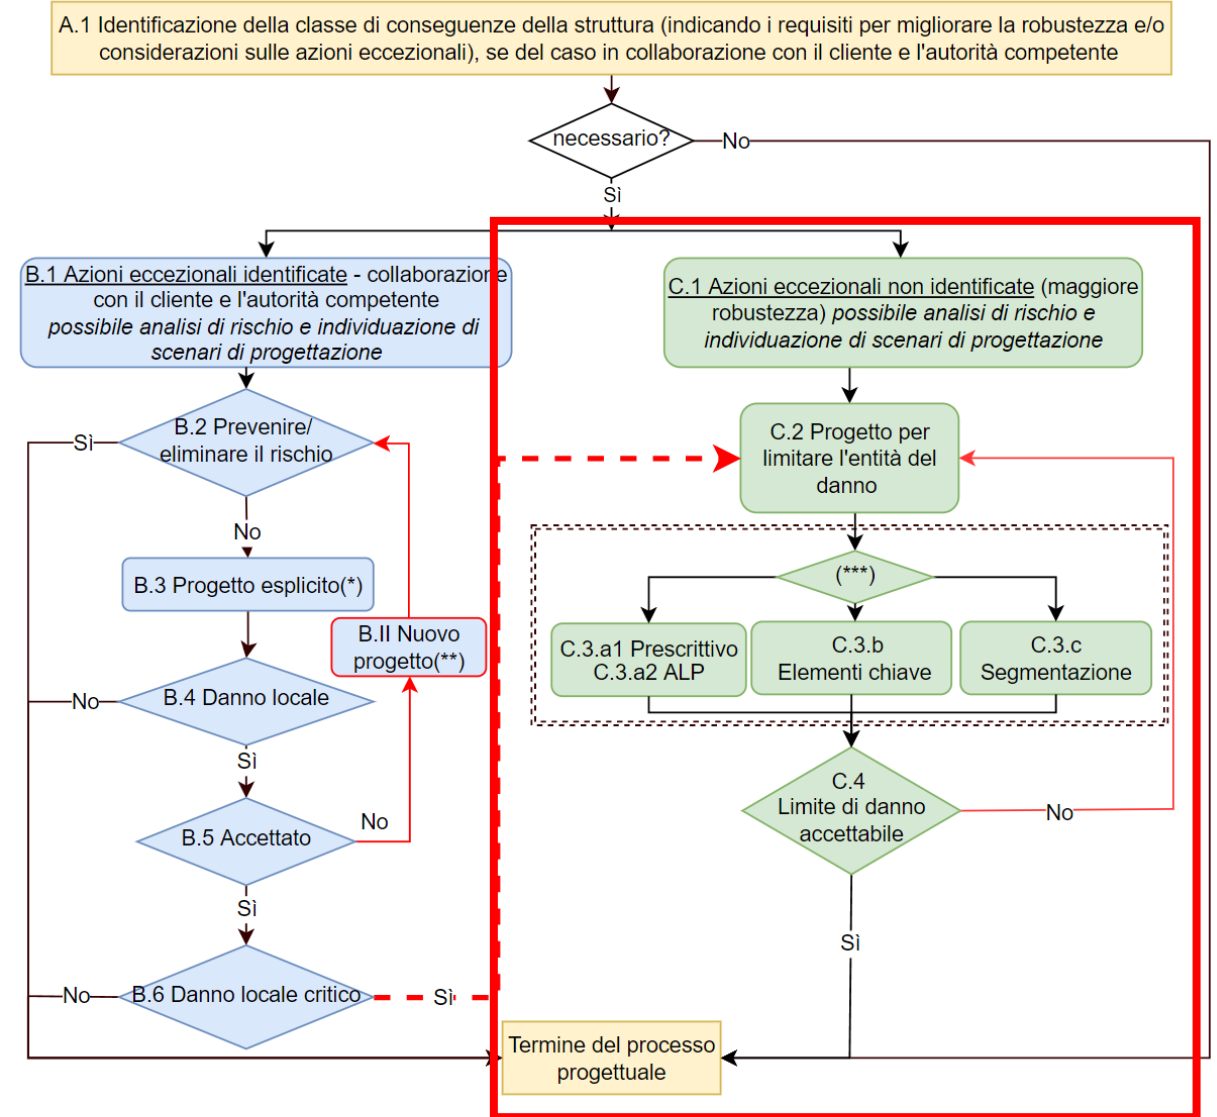 A.1 Identificazione della classe di conseguenze della struttura (indicando i requisiti per migliorare la robustezza e/o
considerazioni sulle azioni eccezionali), se del caso in collaborazione con il cliente e l'autorità competente
necessario?
No
Sì
B.1 Azioni eccezionali identificate - collaborazione
con il cliente e l'autorità competente
possibile analisi di rischio e individuazione di
scenari di progettazione
B.2 Prevenire/
eliminare il rischio
Sì
No
B.3 Progetto esplicito(*)
B.II Nuovo
progetto(**)
B.4 Danno locale
No
Sì
B.5 Accettato
No
Sì
B.6 Danno locale critico
No
Sì
C.1 Azioni eccezionali non identificate (maggiore
robustezza) possibile analisi di rischio e
individuazione di scenari di progettazione
C.2 Progetto per
limitare l'entità del
danno
(***)
C.3.a1 Prescrittivo
C.3.a2 ALP
C.3.b
Elementi chiave
C.3.c
Segmentazione
C.4
Limite di danno
accettabile
No
Sì
Termine del processo
progettuale